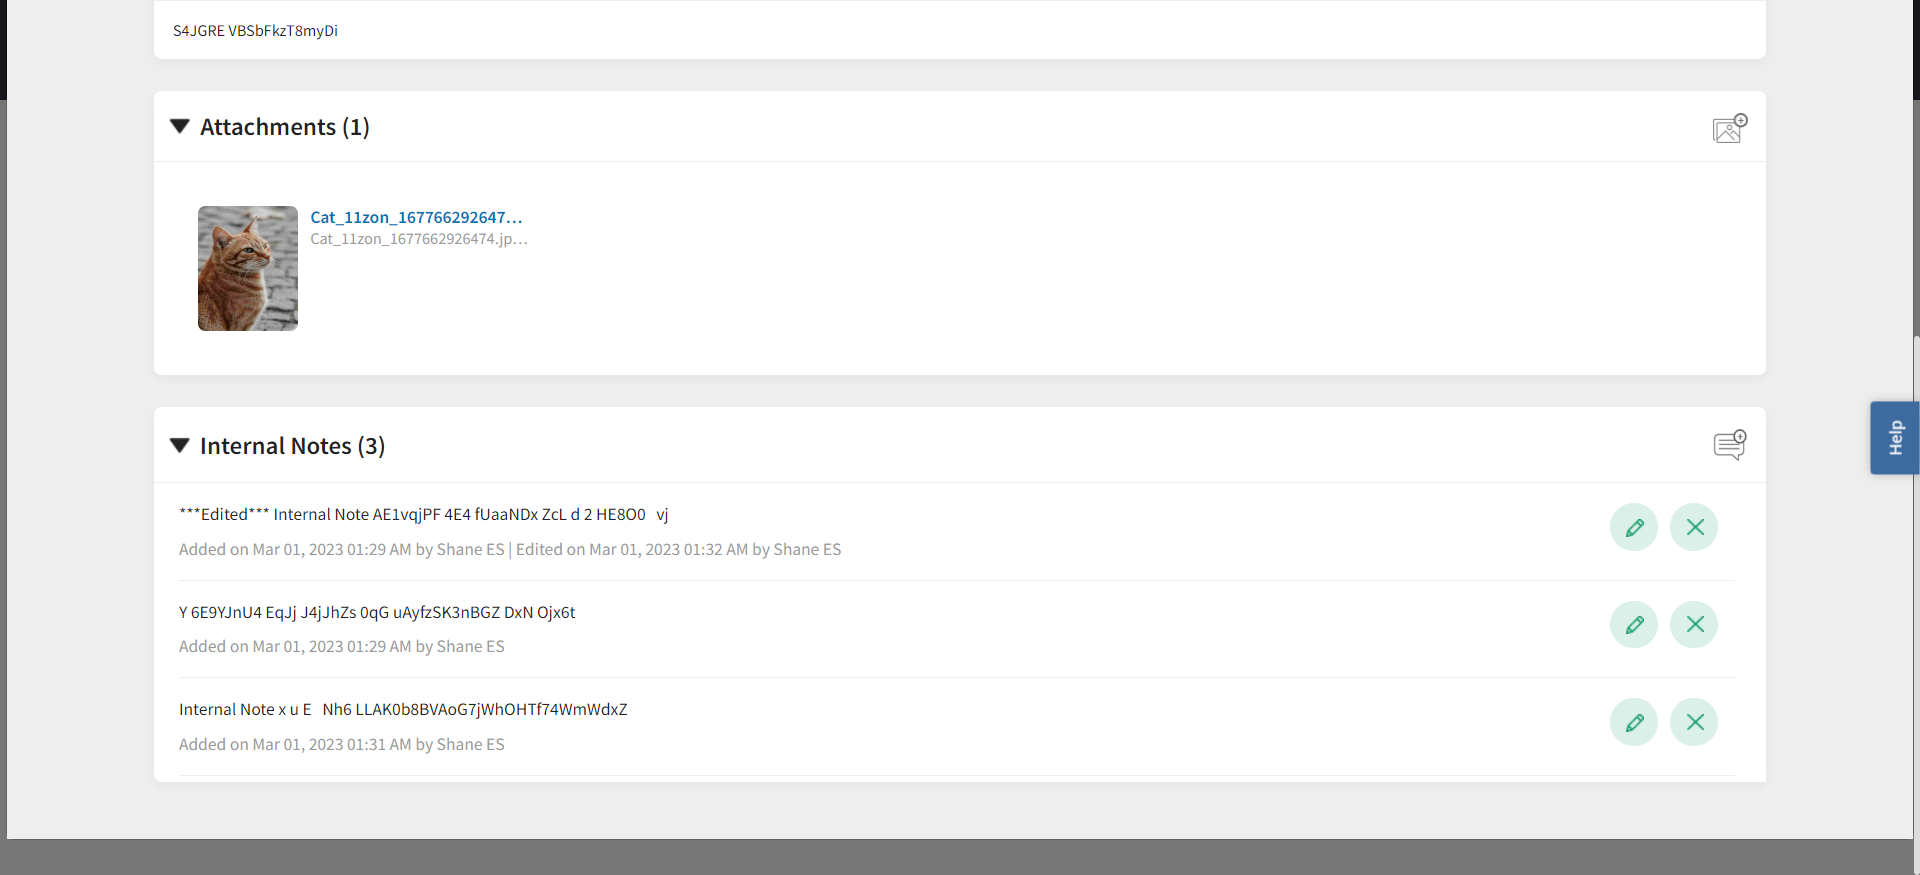 S4JGRE VBSbFkzT8myDi
Attachments (1)
Cat_11zon_167766292647...
Cat_11zon_1677662926474.jp...
Help
Internal Notes (3)
***Edited*** Internal Note AE1vqjPF 4E4 fUaaNDx ZcL d 2 HE8O0 vj
Added on Mar 01, 2023 01:29 AM by Shane ES | Edited on Mar 01, 2023 01:32 AM by Shane ES
Y 6E9YJnU4 EqJj J4jJhZs 0qG uAyfzSK3nBGZ DxN Ojx6t
Added on Mar 01, 2023 01:29 AM by Shane ES
Internal Note x u E Nh6 LLAK0b8BVAoG7jWhOHTf74WmWdxZ
Added on Mar 01, 2023 01:31 AM by Shane ES